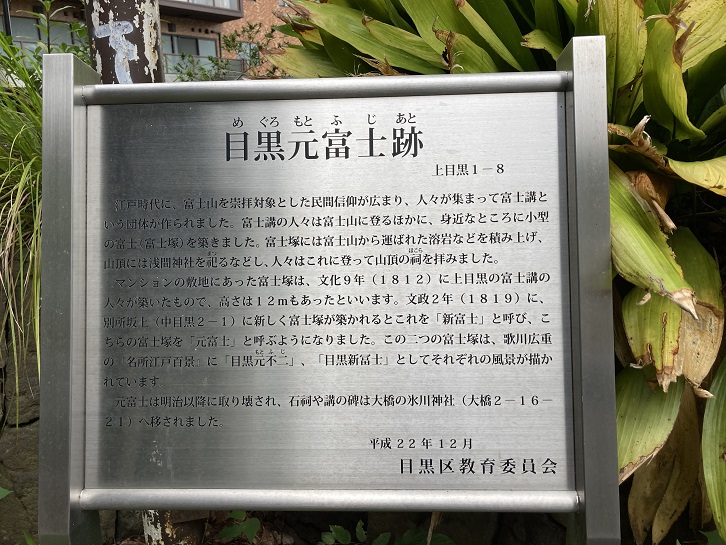 め ぐろ もと ふ じ あと
目黒元富士跡
上目黒1－8
江戸時代に、富士山を崇拝対象とした民間信仰が広まり、人々が集まって富士講と
いう団体が作られました。富士講の人々は富士山に登るほかに、身近なところに小型
の富士（富士塚）を築きました。富士塚には富士山から運ばれた溶岩などを積み上げ、
山頂には浅間神社を祀るなどし、人々はこれに登って山頂の祠を拝みました。
マンションの敷地にあった富士塚は、文化9年（1812）に上目黒の富士講の
人々が築いたもので、高さは12mもあったといいます。文政2年（1819）に、
別所坂上（中目黒2－1）に新しく富士塚が築かれるとこれを「新富士」と呼び、こ
ちらの富士塚を「元富士」と呼ぶようになりました。この二つの富士塚は、歌川広重
の『名所江戸百景』に「目黒元不二」、「目黒新冨士」としてそれぞれの風景が描か
れています
元富士は明治以降に取り壊され、石祠や講の碑は大橋の氷川神社（大橋2－16－
21）へ移されました。
平成22年12月
目黒区教育委員会